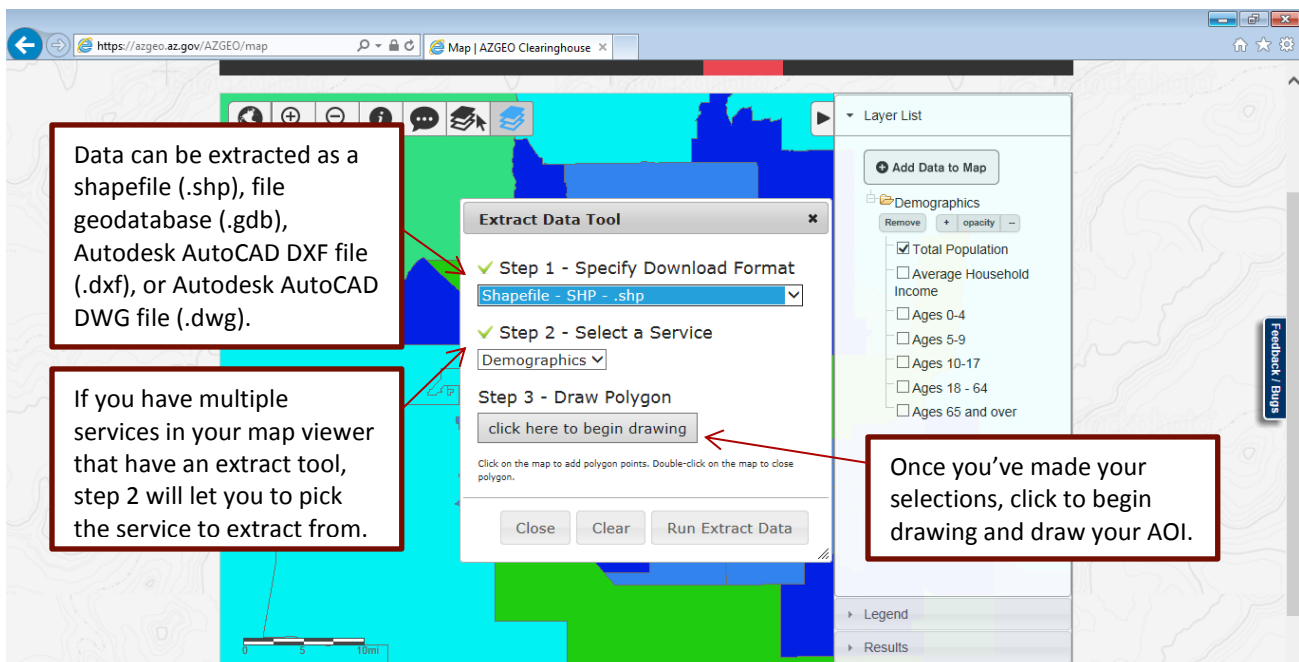 https://azgeo.az.gov/AZGEO/map
Map | AZGEO Clearinghouse
Data can be extracted as a
shapefile (.shp), file
geodatabase (.gdb),
Autodesk AutoCAD DXF file
(.dxf), or Autodesk AutoCAD
DWG file (.dwg).
If you have multiple
services in your map viewer
that have an extract tool,
step 2 will let you to pick
the service to extract from.
Extract Data Tool
Step 1 - Specify Download Format
Shapefile - SHP - .shp
Step 2 - Select a Service
Demographics
Step 3 - Draw Polygon
click here to begin drawing
Click on the map to add polygon points. Double-click on the map to close
polygon.
Close Clear Run Extract Data
Layer List
Add Data to Map
Demographics
Remove + opacity --
Total Population
Average Household
Income
Ages 0-4
Ages 5-9
Ages 10-17
Ages 18 - 64
Ages 65 and over
Once you’ve made your
selections, click to begin
drawing and draw your AOI.
Legend
Results
Feedback / Bugs
0 5 10mi